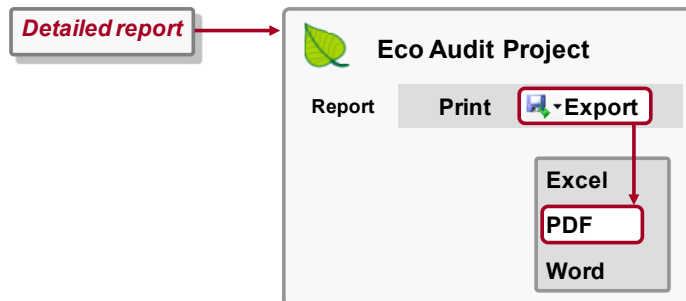 Detailed report
Eco Audit Project
Report Print Export
Excel
PDF
Word